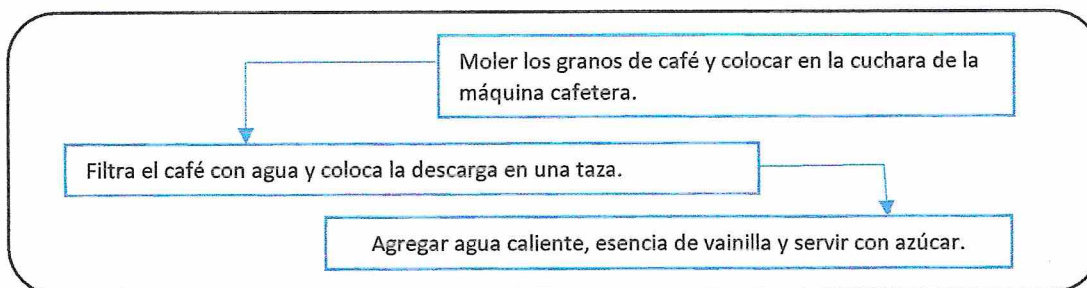 Moler los granos de café y colocar en la cuchara de la
máquina cafetera.
Filtra el café con agua y coloca la descarga en una taza.
Agregar agua caliente, esencia de vainilla y servir con azúcar.